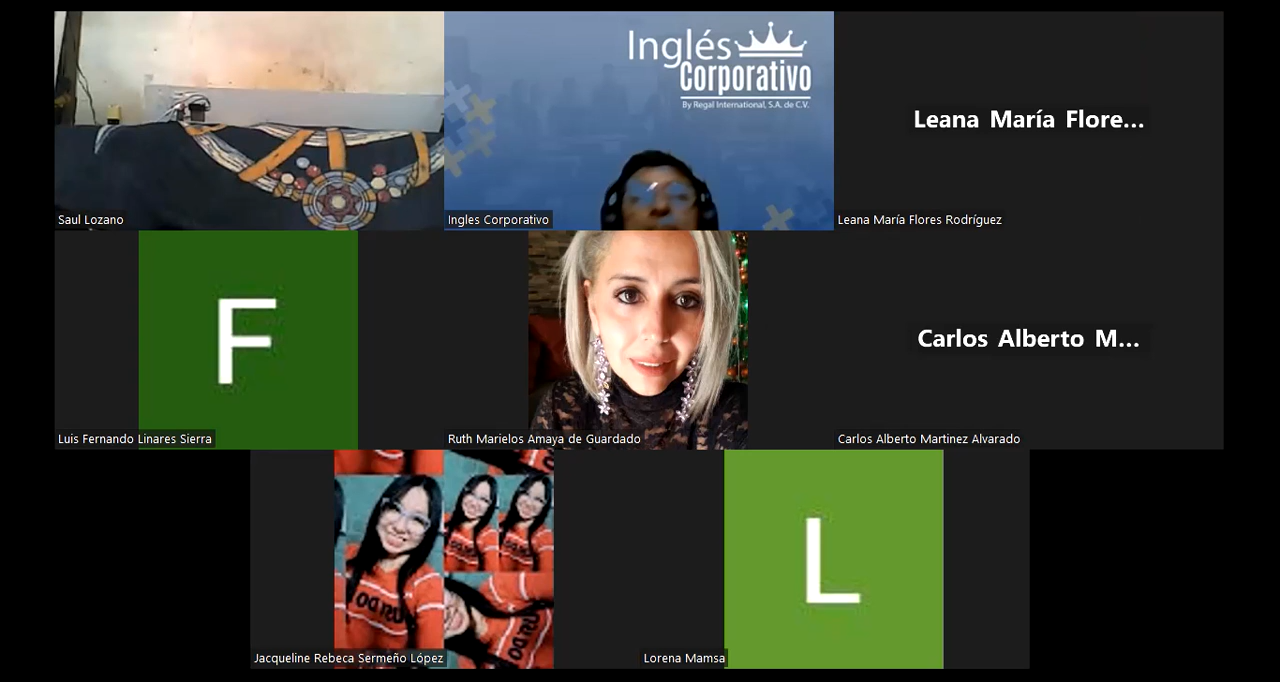 Inglés
Corporativo
By Regal International, S.A. de C.V.
Leana María Flore...
Saul Lozano
Ingles Corporativo
Leana María Flores Rodríguez
F
Carlos Alberto M...
Luis Fernando Linares Sierra
Ruth Marielos Amaya de Guardado
Carlos Alberto Martinez Alvarado
L
Jacqueline Rebeca Sermeño López
Lorena Mamsa